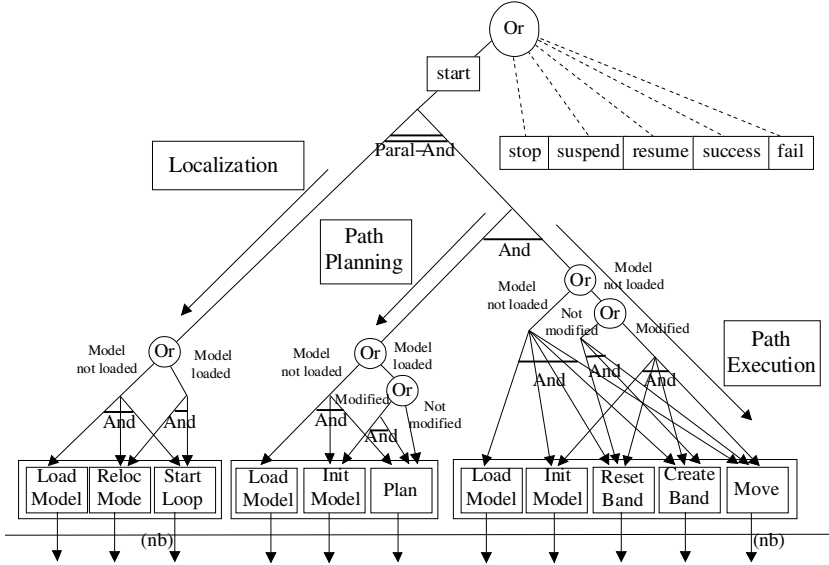 Or
start
stop suspend resume success fail
Paral-And
Localization
Path
Planning
And
Or
Model
not loaded
Model
not loaded
Or
Not
modified
Modified
Path
Execution
Or
Model
not loaded
Model
loaded
Or
Model
not loaded
Model
loaded
Or
Modified
Not
modified
And
And
And
And
And
And
And
Load
Model
Reloc
Mode
Start
Loop
Load
Model
Init
Model
Plan
Load
Model
Init
Model
Reset
Band
Create
Band
Move
(nb)
(nb)